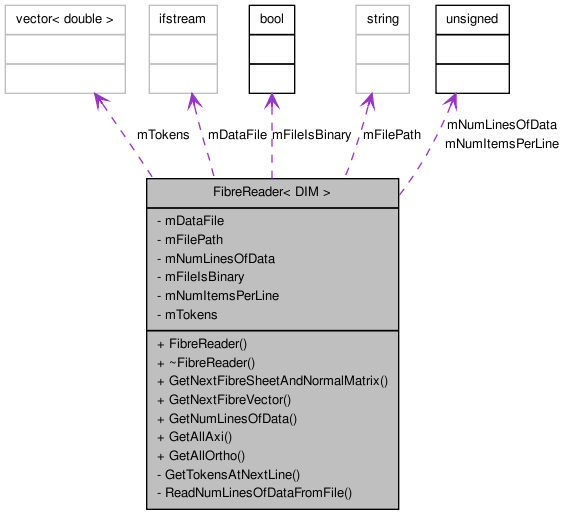 vector< double >
ifstream
bool
string
unsigned
mTokens
mDataFile
mFileIsBinary
mFilePath
mNumLinesOfData
mNumItemsPerLine
FibreReader< DIM >
- mDataFile
- mFilePath
- mNumLinesOfData
- mFileIsBinary
- mNumItemsPerLine
- mTokens
+ FibreReader()
+ ~FibreReader()
+ GetNextFibreSheetAndNormalMatrix()
+ GetNextFibreVector()
+ GetNumLinesOfData()
+ GetAllAxi()
+ GetAllOrtho()
- GetTokensAtNextLine()
- ReadNumLinesOfDataFromFile()